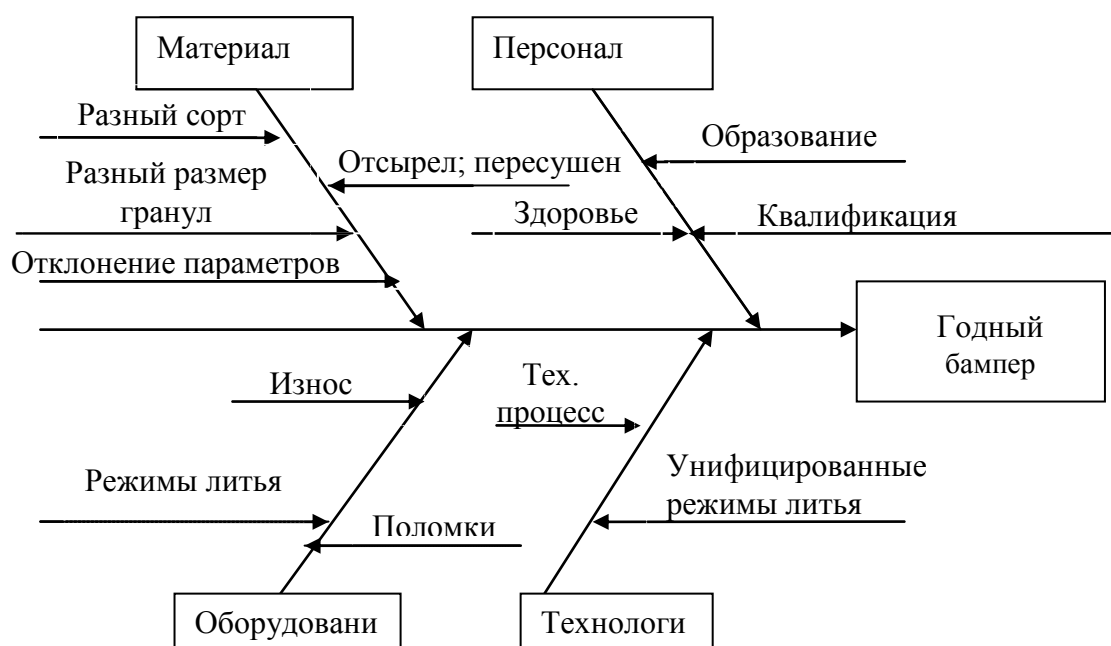 Материал
Персонал
Разный сорт
Образование
Отсырел; пересушен
Разный размер
гранул
Здоровье
Квалификация
Отклонение параметров
Годный
бампер
Износ
Тех.
процесс
Режимы литья
Унифицированные
режимы литья
Поломки
Оборудовани
Технологи